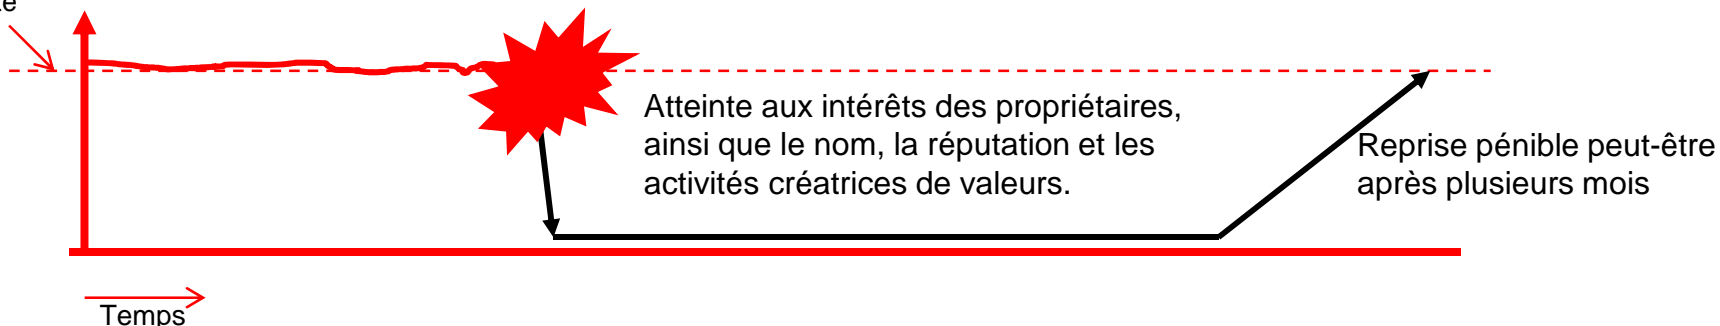 Atteinte aux intérêts des propriétaires,
ainsi que le nom, la réputation et les
activités créatrices de valeurs.
Reprise pénible peut-être
après plusieurs mois
Temps